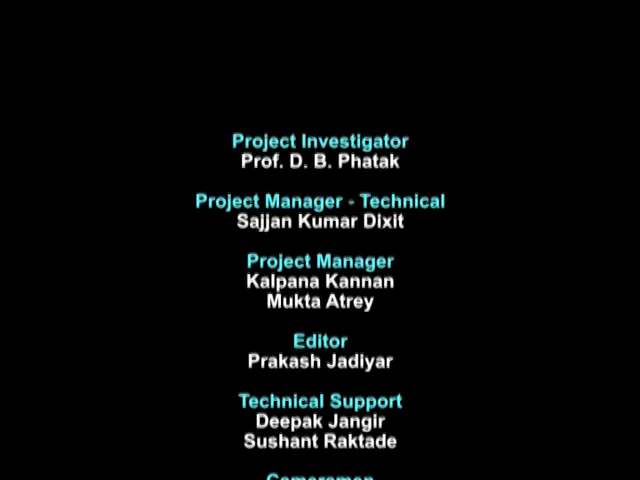 Project Investigator
Prof. D. B. Phatak
Project Manager - Technical
Sajjan Kumar Dixit
Project Manager
Kalpana Kannan
Mukta Atrey
Editor
Prakash Jadiyar
Technical Support
Deepak Jangir
Sushant Raktade